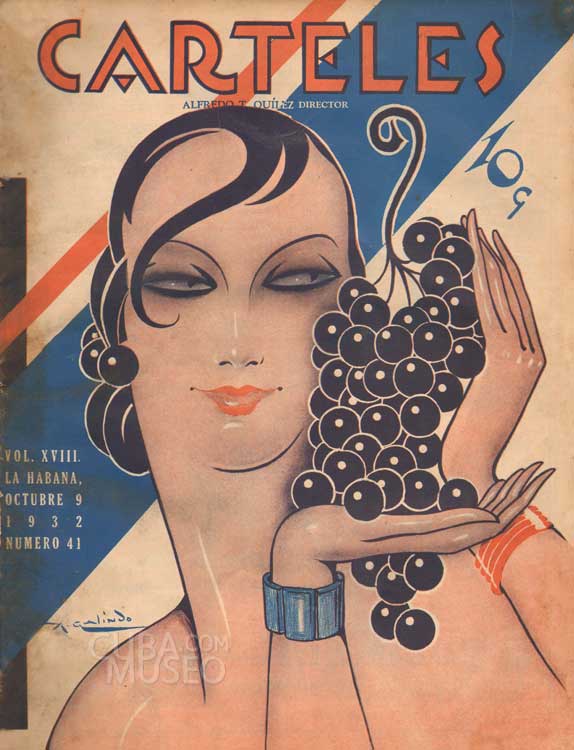 CARTELES
ALFREDO T. QUÍLEZ DIRECTOR
10¢
VOL. XVIII.
LA HABANA,
OCTUBRE 9
1932
NUMERO 41
A. Galindo
CUBA.COM
MUSEO